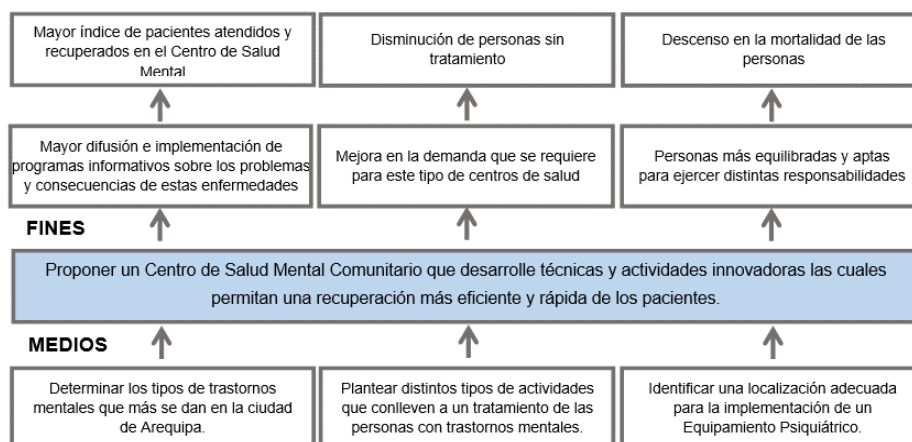 Mayor índice de pacientes atendidos y
recuperados en el Centro de Salud
Mental
Disminución de personas sin
tratamiento
Descenso en la mortalidad de las
personas
Mayor difusión e implementación de
programas informativos sobre los problemas
y consecuencias de estas enfermedades
Mejora en la demanda que se requiere
para este tipo de centros de salud
Personas más equilibradas y aptas
para ejercer distintas responsabilidades
FINES
Proponer un Centro de Salud Mental Comunitario que desarrolle técnicas y actividades innovadoras las cuales
permitan una recuperación más eficiente y rápida de los pacientes.
MEDIOS
Determinar los tipos de trastornos
mentales que más se dan en la ciudad
de Arequipa.
Plantear distintos tipos de actividades
que conlleven a un tratamiento de las
personas con trastornos mentales.
Identificar una localización adecuada
para la implementación de un
Equipamiento Psiquiátrico.